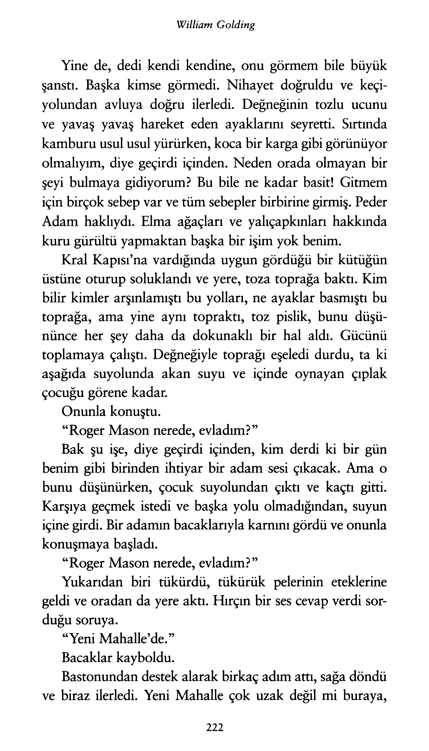 William Golding
Yine de, dedi kendi kendine, onu görmem bile büyük
şanstı. Başka kimse görmedi. Nihayet doğruldu ve keçi-
yolundan avluya doğru ilerledi. Değneğinin tozlu ucunu
ve yavaş yavaş hareket eden ayaklarını seyretti. Sırtında
kamburu usul usul yürürken, koca bir karga gibi görünüyor
olmalıyım, diye geçirdi içinden. Neden orada olmayan bir
şeyi bulmaya gidiyorum? Bu bile ne kadar basit! Gitmem
için birçok sebep var ve tüm sebepler birbirine girmiş. Peder
Adam haklıydı. Elma ağaçları ve yalıçapkınları hakkında
kuru gürültü yapmaktan başka bir işim yok benim.
Kral Kapısı’na vardığında uygun gördüğü bir kütüğün
üstüne oturup soluklandı ve yere, toza toprağa baktı. Kim
bilir kimler arşınlamıştı bu yolları, ne ayaklar basmıştı bu
toprağa, ama yine aynı topraktı, toz pislik, bunu düşü-
nünce her şey daha da dokunaklı bir hal aldı. Gücünü
toplamaya çalıştı. Değneğiyle toprağı eşeledi durdu, ta ki
aşağıda suyolunda akan suyu ve içinde oynayan çıplak
çocuğu görene kadar.
Onunla konuştu.
“Roger Mason nerede, evladım?”
Bak şu işe, diye geçirdi içinden, kim derdi ki bir gün
benim gibi birinden ihtiyar bir adam sesi çıkacak. Ama o
bunu düşünürken, çocuk suyolundan çıktı ve kaçtı gitti.
Karşıya geçmek istedi ve başka yolu olmadığından, suyun
içine girdi. Bir adamın bacaklarıyla karnını gördü ve onunla
konuşmaya başladı.
“Roger Mason nerede, evladım?”
Yukarıdan biri tükürdü, tükürük pelerinin eteklerine
geldi ve oradan da yere aktı. Hırçın bir ses cevap verdi sor-
duğu soruya.
“Yeni Mahalle’de.”
Bacaklar kayboldu.
Bastonundan destek alarak birkaç adım attı, sağa döndü
ve biraz ilerledi. Yeni Mahalle çok uzak değil mi buraya,
222